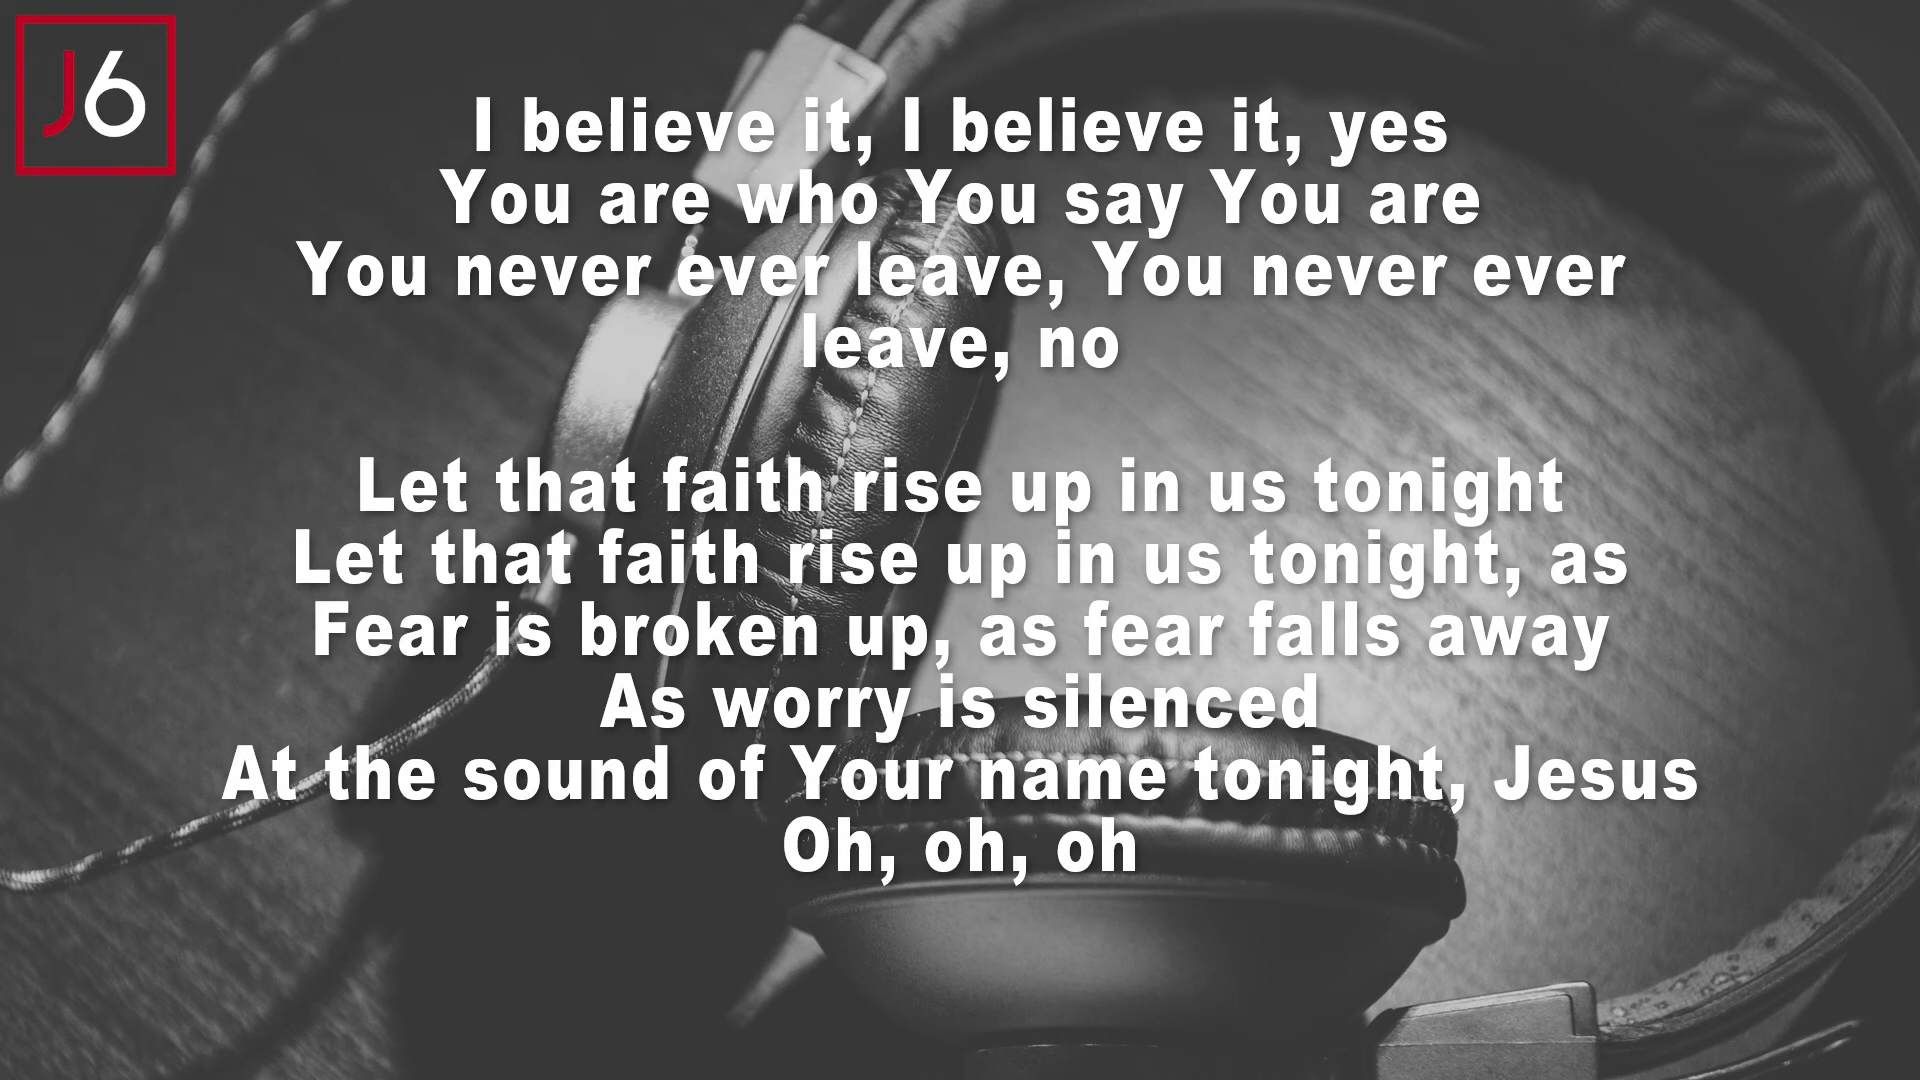 J6
I believe it, I believe it, yes
You are who You say You are
You never ever leave, You never ever
leave, no
Let that faith rise up in us tonight
Let that faith rise up in us tonight, as
Fear is broken up, as fear falls away
As worry is silenced
At the sound of Your name tonight, Jesus
Oh, oh, oh